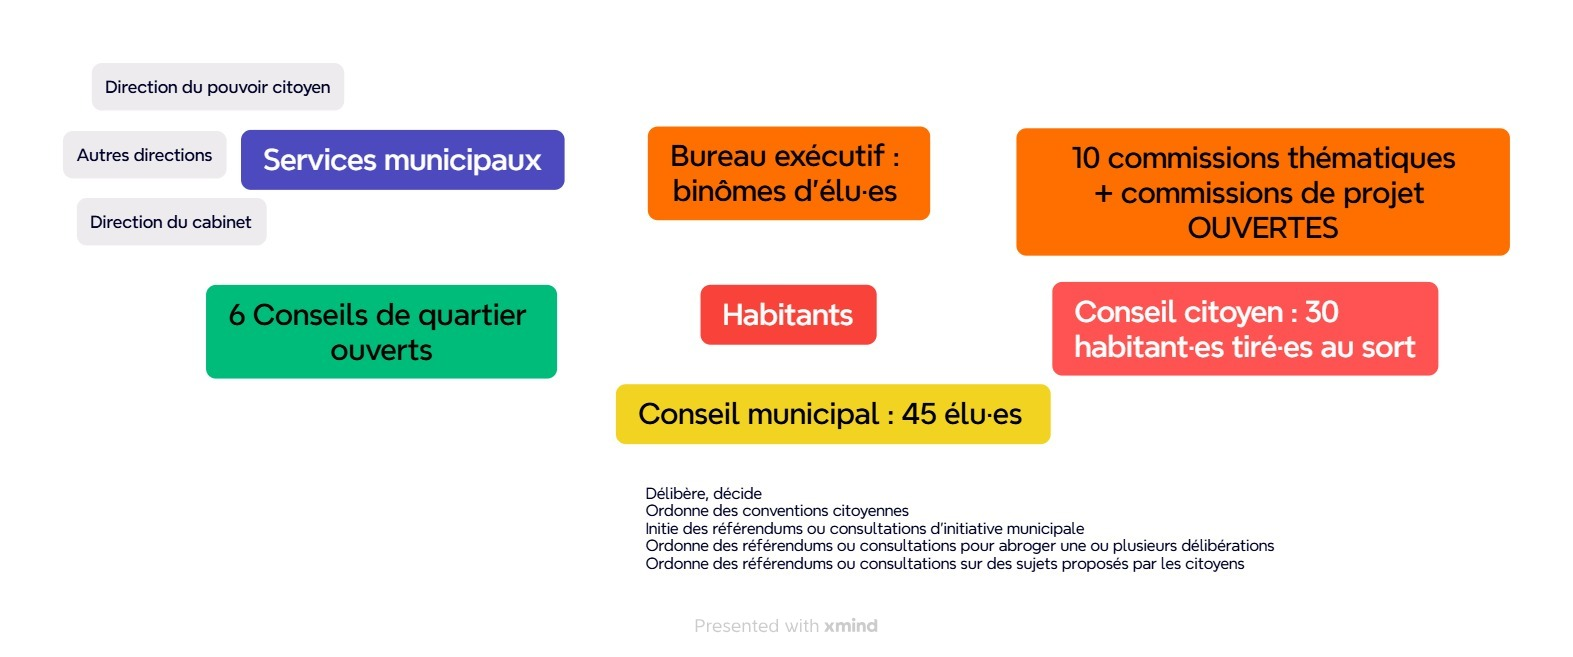 Direction du pouvoir citoyen
Autres directions
Services municipaux
Direction du cabinet
Bureau exécutif :
binômes d'élu·es
10 commissions thématiques
+ commissions de projet
OUVERTES
6 Conseils de quartier
ouverts
Habitants
Conseil citoyen : 30
habitant·es tiré·es au sort
Conseil municipal : 45 élu·es
Délibère, décide
Ordonne des conventions citoyennes
Initie des référendums ou consultations d'initiative municipale
Ordonne des référendums ou consultations pour abroger une ou plusieurs délibérations
Ordonne des référendums ou consultations sur des sujets proposés par les citoyens
Presented with xmind